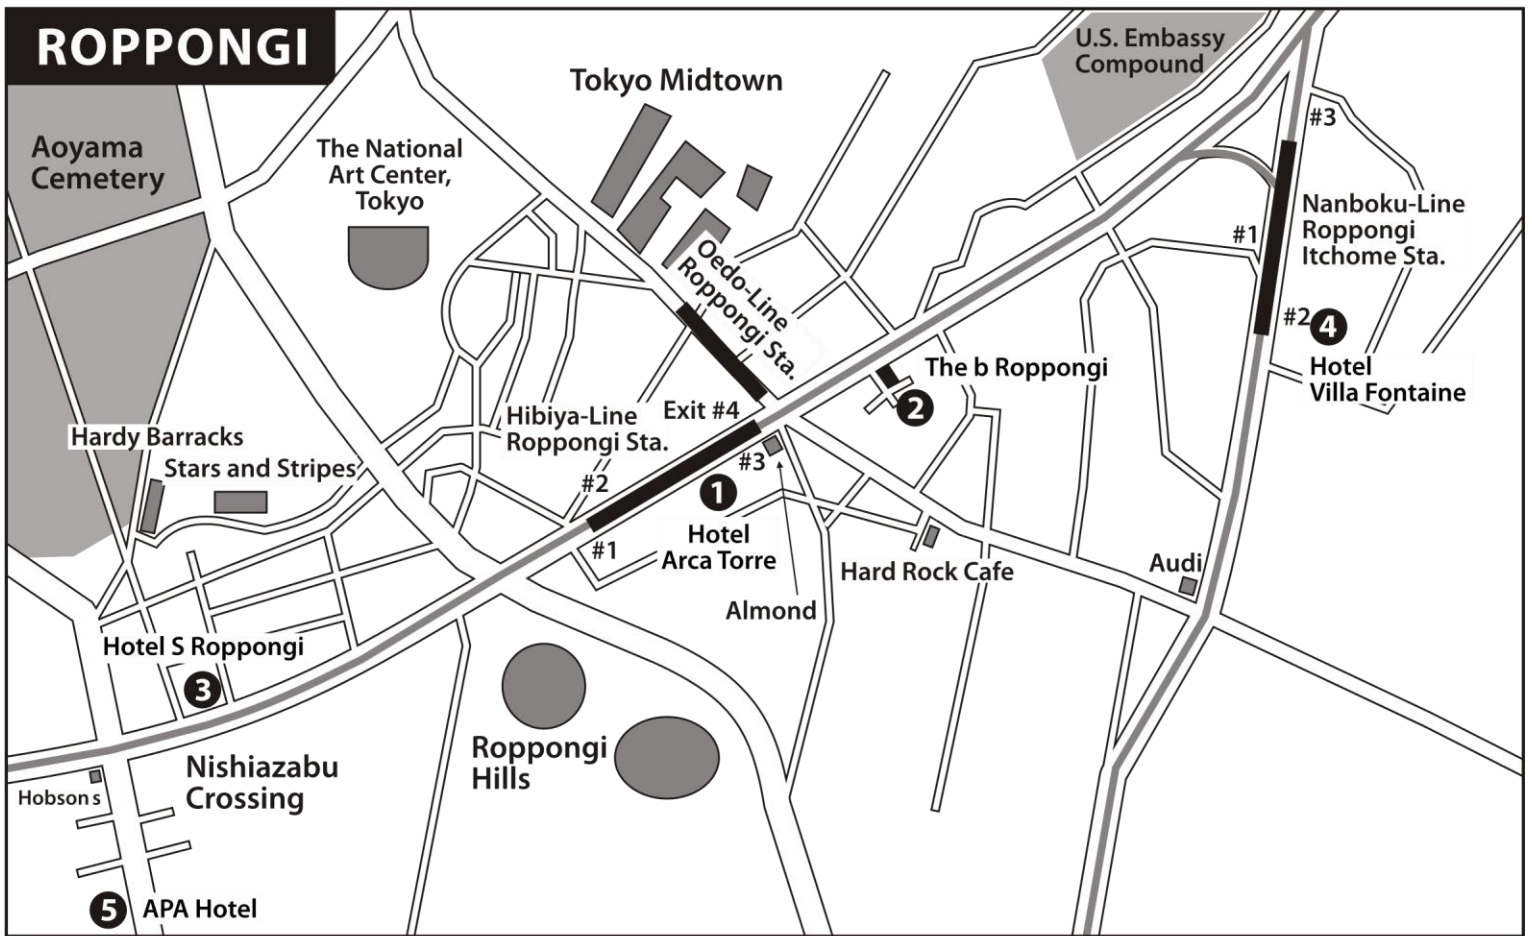 ROPPONGI
U.S. Embassy
Compound
Tokyo Midtown
#3
Aoyama
Cemetery
The National
Art Center,
Tokyo
Nanboku-Line
Roppongi
Itchome Sta.
#1
Oedo-Line
Roppongi Sta.
#2
4
Hotel
Villa Fontaine
The b Roppongi
2
Hibiya-Line
Roppongi Sta.
Exit #4
Hardy Barracks
Stars and Stripes
#3
#2
1
Hotel
Arca Torre
#1
Hard Rock Cafe
Audi
Almond
Hotel S Roppongi
3
Roppongi
Hills
Nishiazabu
Crossing
Hobson s
5
APA Hotel